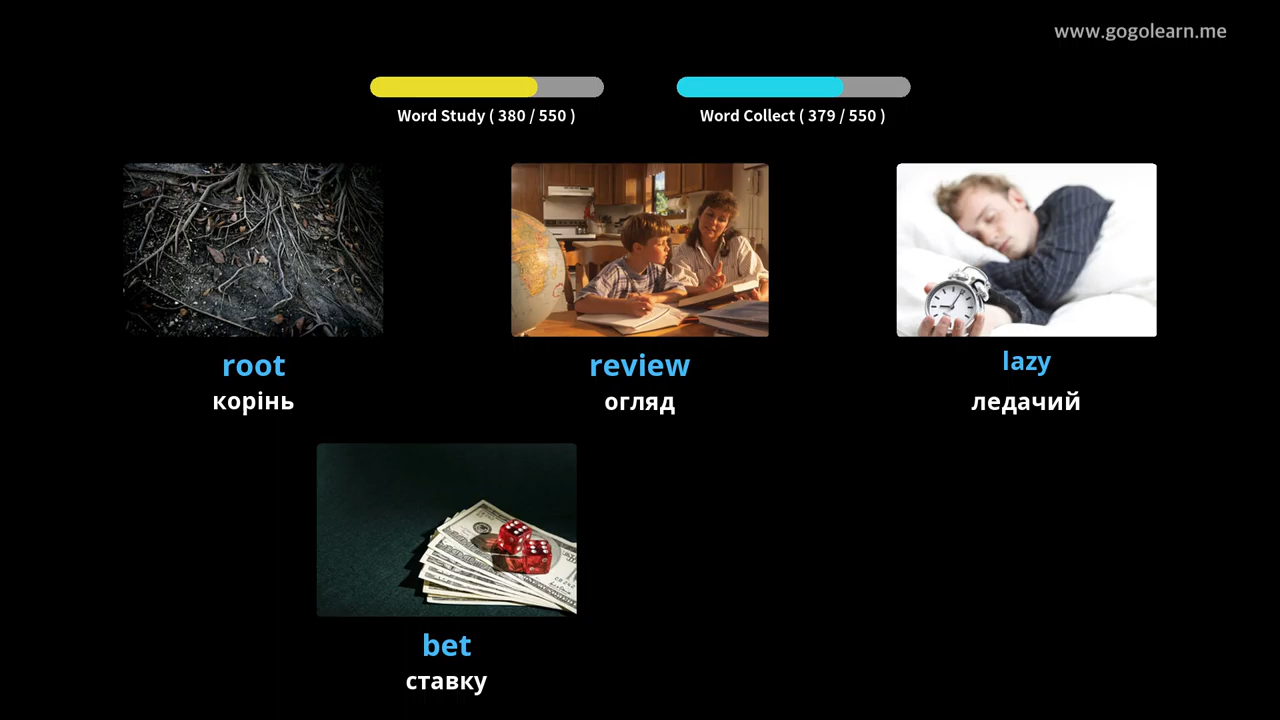 www.gogolearn.me
Word Study ( 380 / 550 )
Word Collect ( 379 / 550 )
root
корінь
review
огляд
lazy
ледачий
bet
ставку